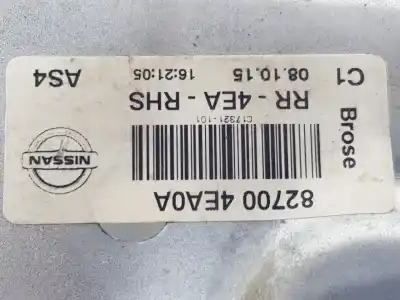 82700 4EA0A
C17321-101
RR - 4EA - RHS
08.10.15 16:21:05
C1 AS4
Brose
NISSAN